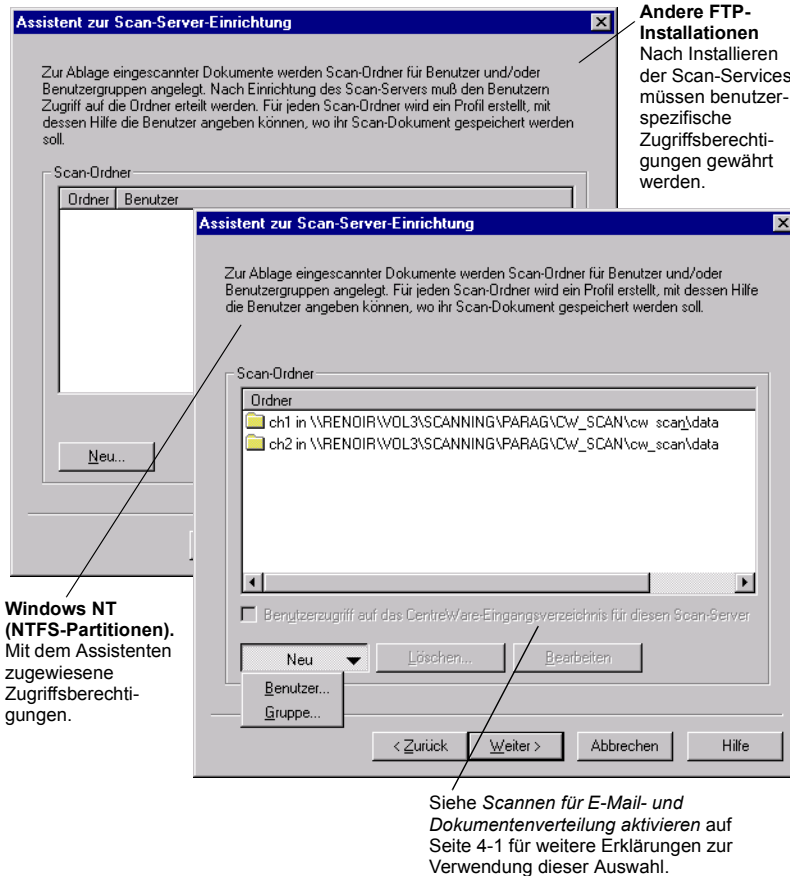 Assistent zur Scan-Server-Einrichtung
Zur Ablage eingescannter Dokumente werden Scan-Ordner für Benutzer und/oder
Benutzergruppen angelegt. Nach Einrichtung des Scan-Servers muß den Benutzern
Zugriff auf die Ordner erteilt werden. Für jeden Scan-Ordner wird ein Profil erstellt, mit
dessen Hilfe die Benutzer angeben können, wo ihr Scan-Dokument gespeichert werden
soll.
Scan-Ordner
Ordner Benutzer
Neu...
Andere FTP-
Installationen
Nach Installieren
der Scan-Services
müssen benutzer-
spezifische
Zugriffsberechti-
gungen gewährt
werden.
Assistent zur Scan-Server-Einrichtung
Zur Ablage eingescannter Dokumente werden Scan-Ordner für Benutzer und/oder
Benutzergruppen angelegt. Für jeden Scan-Ordner wird ein Profil erstellt, mit dessen Hilfe
die Benutzer angeben können, wo ihr Scan-Dokument gespeichert werden soll.
Scan-Ordner
Ordner
ch1 in \\RENOIR\VOL3\SCANNING\PARAG\CW_SCAN\cw_scan\data
ch2 in \\RENOIR\VOL3\SCANNING\PARAG\CW_SCAN\cw_scan\data
Benutzerzugriff auf das CentreWare-Eingangsverzeichnis für diesen Scan-Server
Neu Löschen... Bearbeiten
Benutzer...
Gruppe...
< Zurück Weiter > Abbrechen Hilfe
Windows NT
(NTFS-Partitionen).
Mit dem Assistenten
zugewiesene
Zugriffsberechti-
gungen.
Siehe Scannen für E-Mail- und
Dokumentenverteilung aktivieren auf
Seite 4-1 für weitere Erklärungen zur
Verwendung dieser Auswahl.